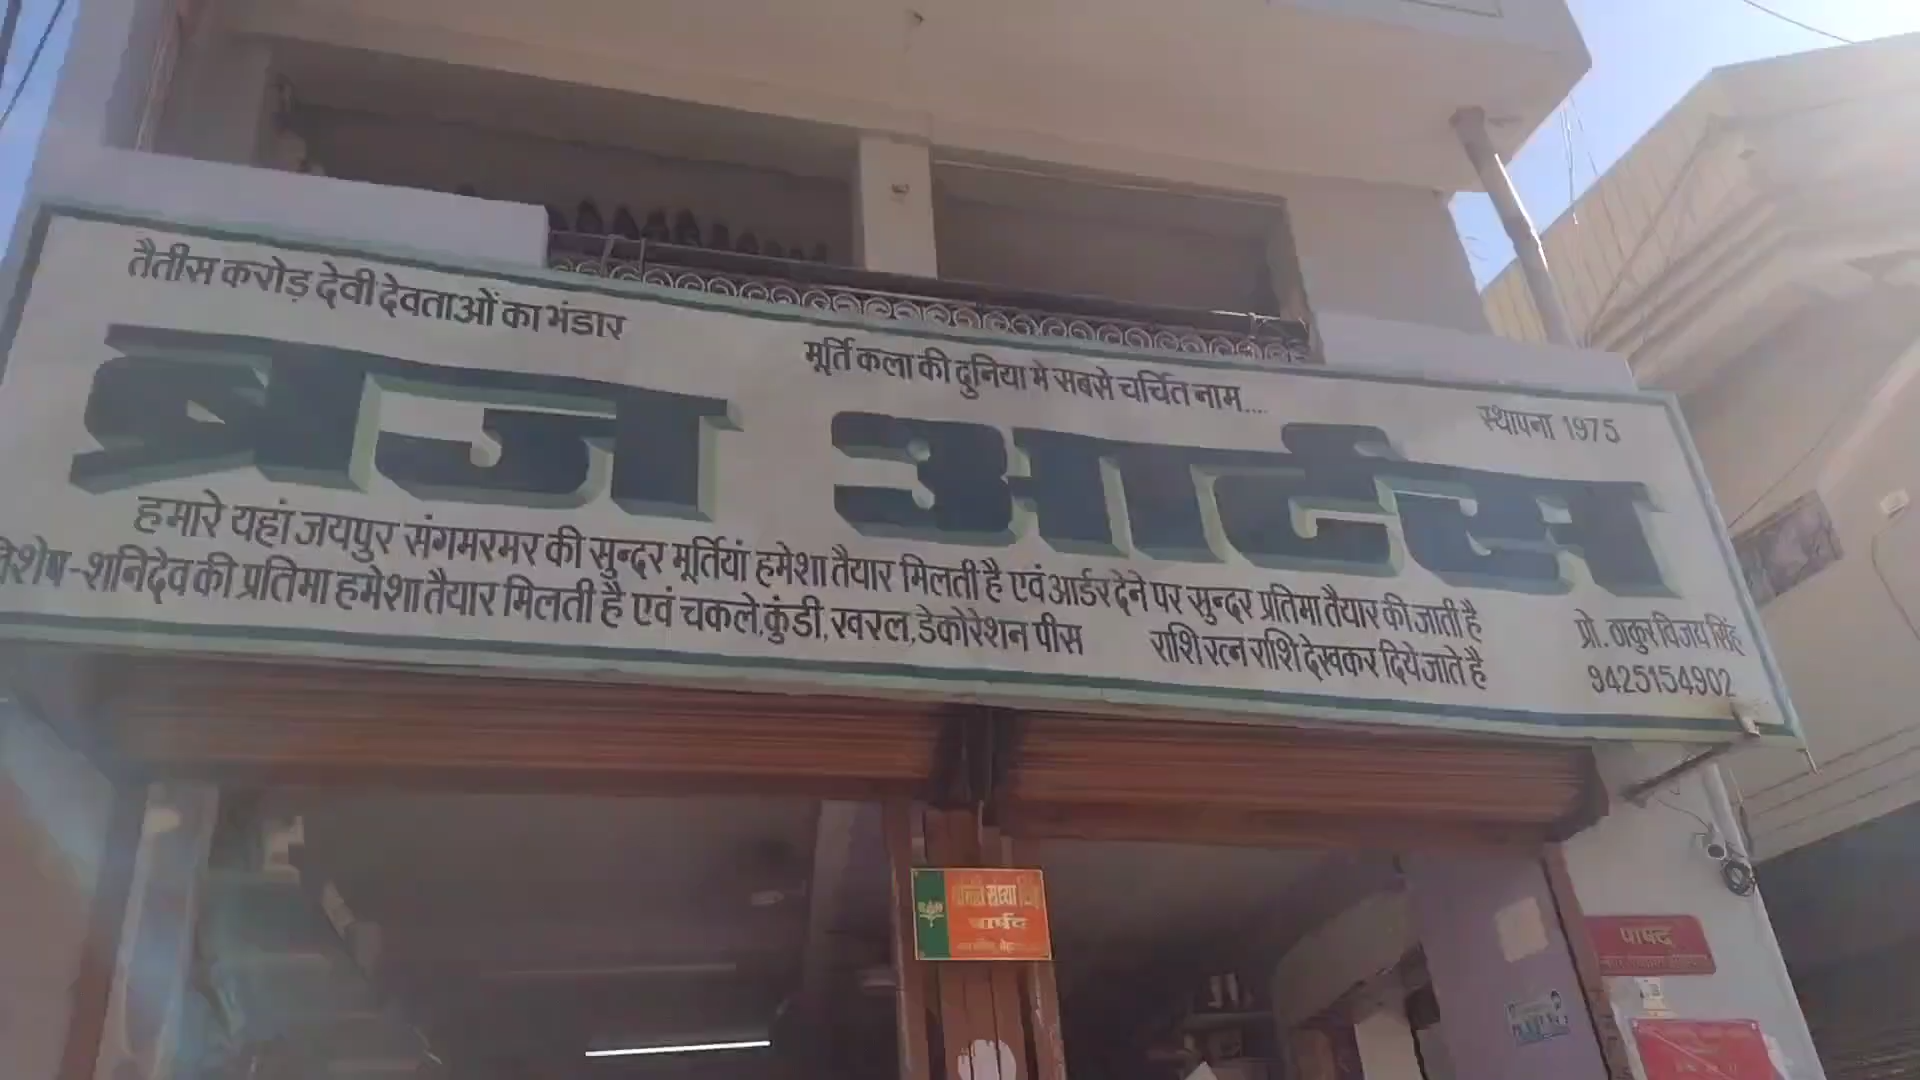 तैतीस करोड़ देवी देवताओं का भंडार
मूर्ति कला की दुनिया मे सबसे चर्चित नाम....
स्थापना 1975
ब्रज आर्टस
हमारे यहां जयपुर संगमरमर की सुन्दर मूर्तियां हमेशा तैयार मिलती है एवं आर्डर देने पर सुन्दर प्रतिमा तैयार की जाती है
विशेष-शनिदेव की प्रतिमा हमेशा तैयार मिलती है एवं चकले,कुंडी,खरल,डेकोरेशन पीस
राशि रत्न राशि देखकर दिये जाते है
प्रो. ठाकुर विजय सिंह
9425154902
संध्या
पार्षद
पार्षद